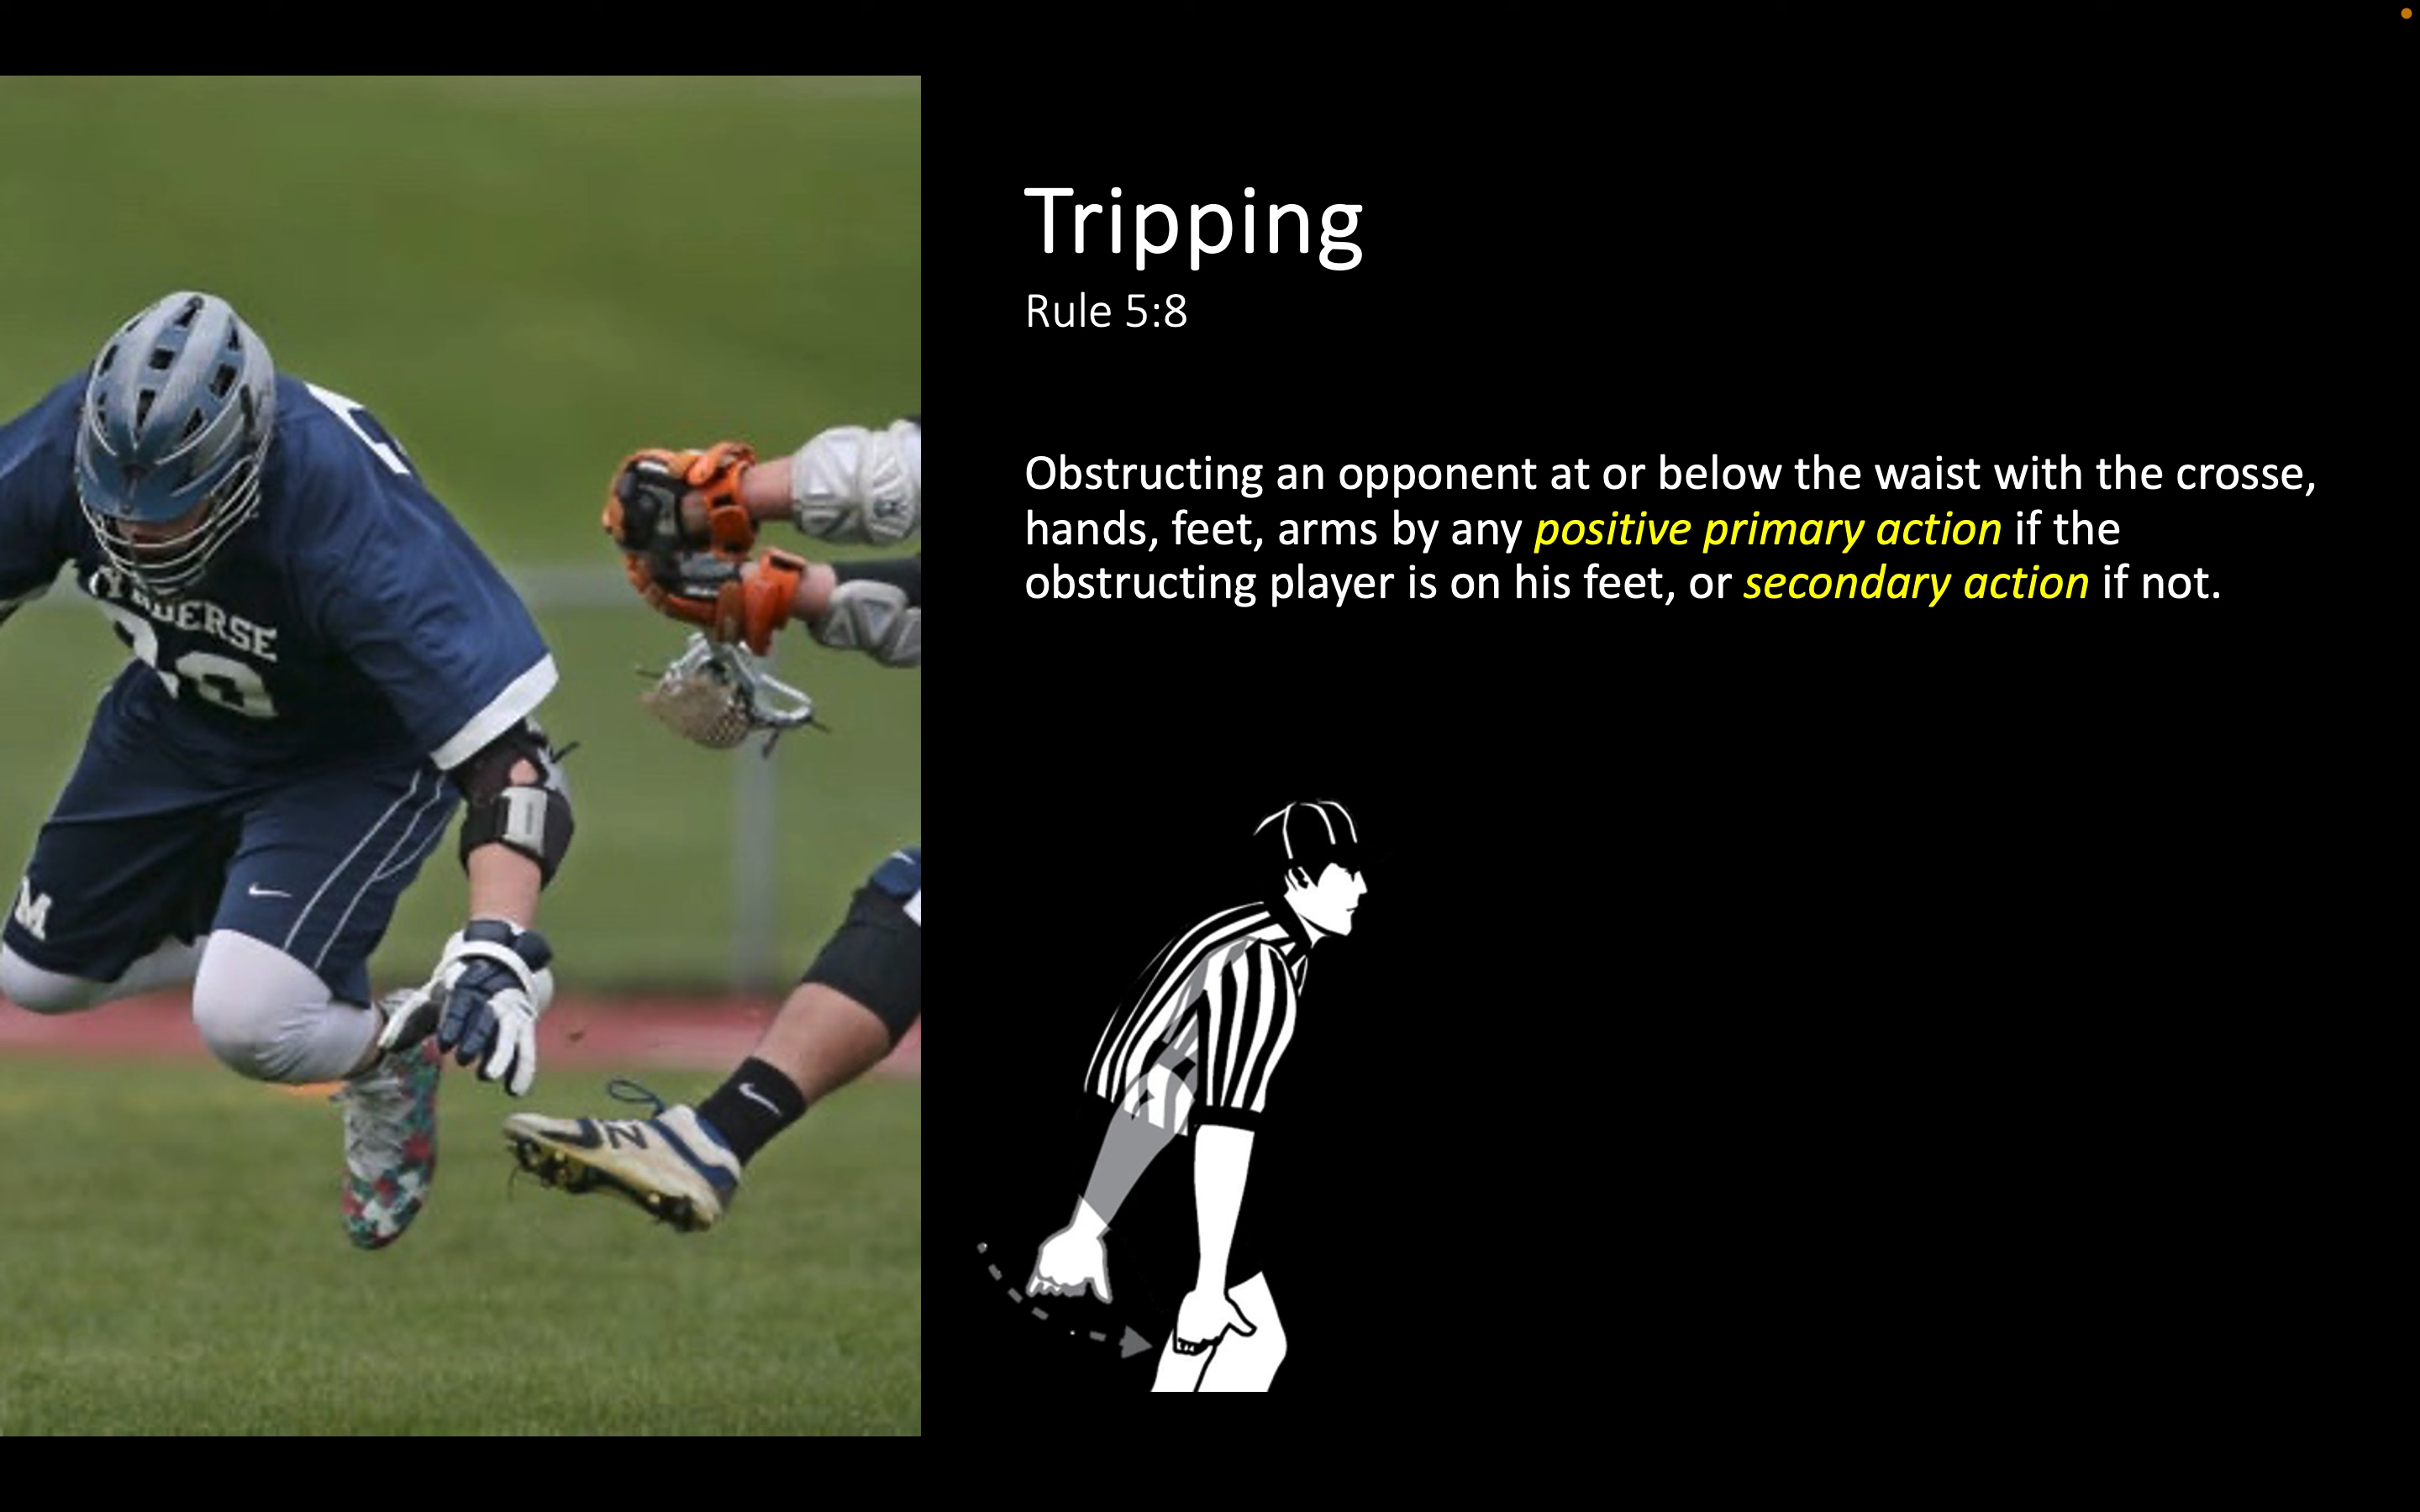 Tripping
Rule 5:8
Obstructing an opponent at or below the waist with the crosse,
hands, feet, arms by any positive primary action if the
obstructing player is on his feet, or secondary action if not.
M
N